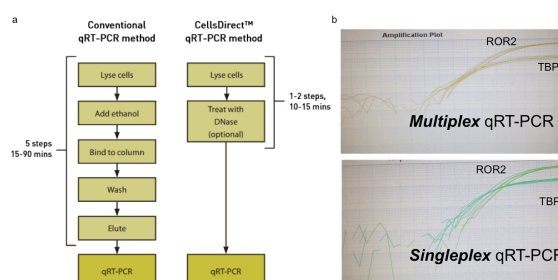 a
Conventional
qRT-PCR method
CellsDirect™
qRT-PCR method
5 steps
15-90 mins
Lyse cells
Add ethanol
Bind to column
Wash
Elute
qRT-PCR
Lyse cells
Treat with
DNase
(optional)
qRT-PCR
1-2 steps,
10-15 mins
b
Amplification Plot
ROR2
TBP
Multiplex qRT-PCR
ROR2
TBP
Singleplex qRT-PCR